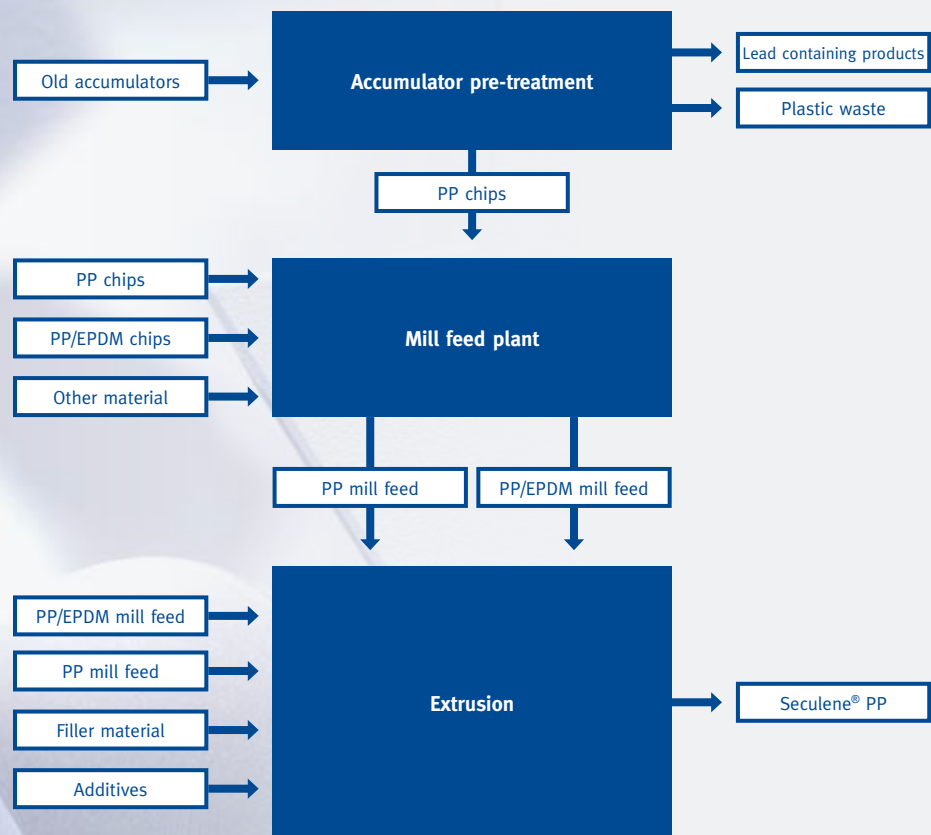 Old accumulators
Accumulator pre-treatment
Lead containing products
Plastic waste
PP chips
PP chips
PP/EPDM chips
Other material
Mill feed plant
PP mill feed
PP/EPDM mill feed
PP/EPDM mill feed
PP mill feed
Filler material
Additives
Extrusion
Seculene® PP